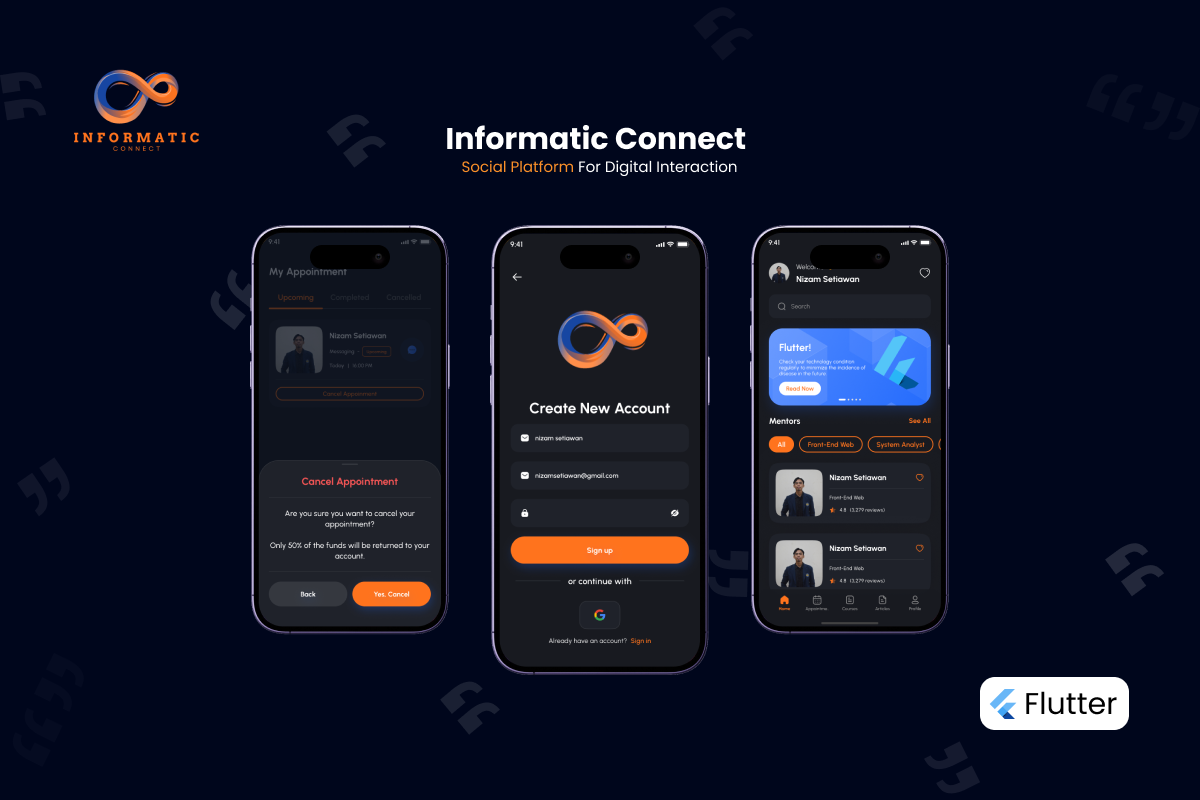 INFORMATIC
CONNECT
Informatic Connect
Social Platform For Digital Interaction
9:41
My Appointment
Upcoming
Completed
Cancelled
Nizam Setiawan
Messaging -
Upcoming
Today | 16:00 PM
Cancel Appointment
Cancel Appointment
Are you sure you want to cancel your
appointment?
Only 50% of the funds will be returned to your
account.
Back
Yes, Cancel
9:41
Create New Account
nizam setiawan
nizamsetiawan@gmail.com
Sign up
or continue with
Already have an account? Sign in
9:41
Nizam Setiawan
Search
Flutter!
Check your technology condition
regularly to minimize the incidence of
disease in the future
Read Now
Mentors
See All
All
Front-End Web
System Analyst
Nizam Setiawan
Front-End Web
4.8 (3,279 reviews)
Nizam Setiawan
Front-End Web
4.8 (3,279 reviews)
Home
Appointme
Courses
Articles
Profile
Flutter